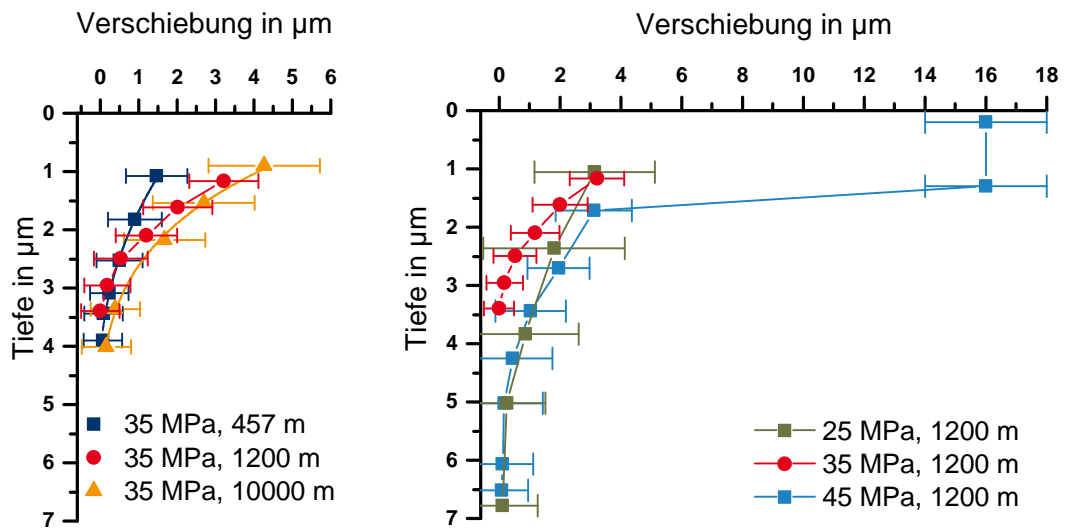 Verschiebung in µm
0 1 2 3 4 5 6
0
1
2
3
4
5
6
7
Tiefe in µm
35 MPa, 457 m
35 MPa, 1200 m
35 MPa, 10000 m
Verschiebung in µm
0 2 4 6 8 10 12 14 16 18
0
1
2
3
4
5
6
7
Tiefe in µm
25 MPa, 1200 m
35 MPa, 1200 m
45 MPa, 1200 m